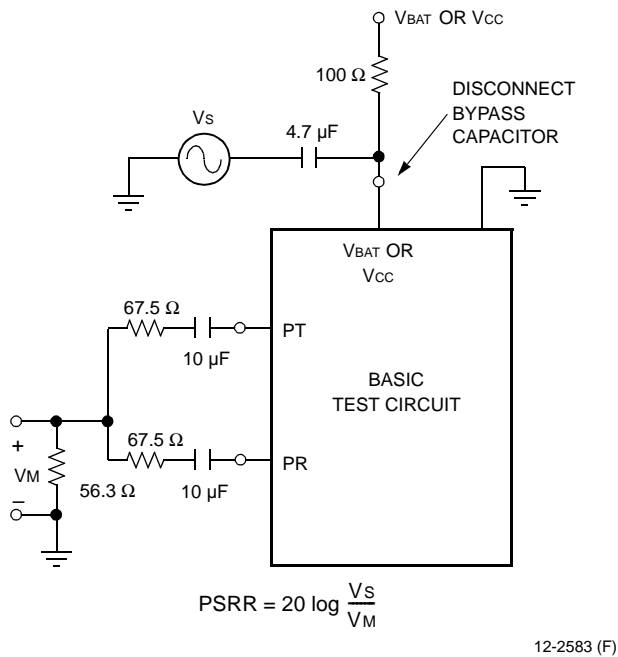 VBAT OR VCC
100 Ω
DISCONNECT
BYPASS
CAPACITOR
VS
4.7 µF
VBAT OR
VCC
67.5 Ω
10 µF
PT
BASIC
TEST CIRCUIT
67.5 Ω
10 µF
PR
+
VM
–
56.3 Ω
PSRR = 20 log VS/VM
12-2583 (F)